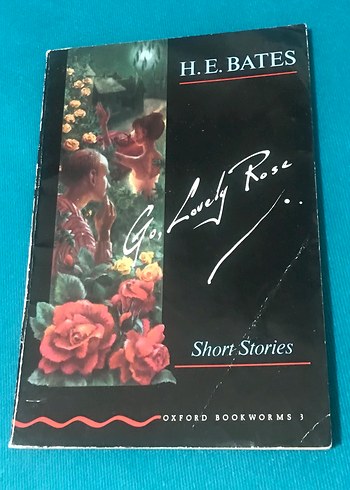 H. E. BATES
Go, Lovely Rose
Short Stories
OXFORD BOOKWORMS 3